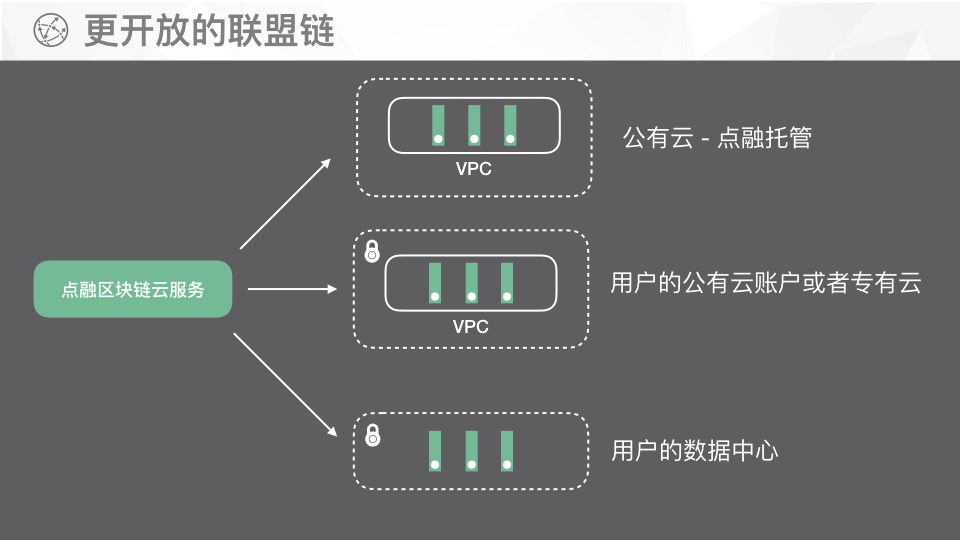 更开放的联盟链
VPC
公有云 - 点融托管
点融区块链云服务
VPC
用户的公有云账户或者专有云
用户的数据中心